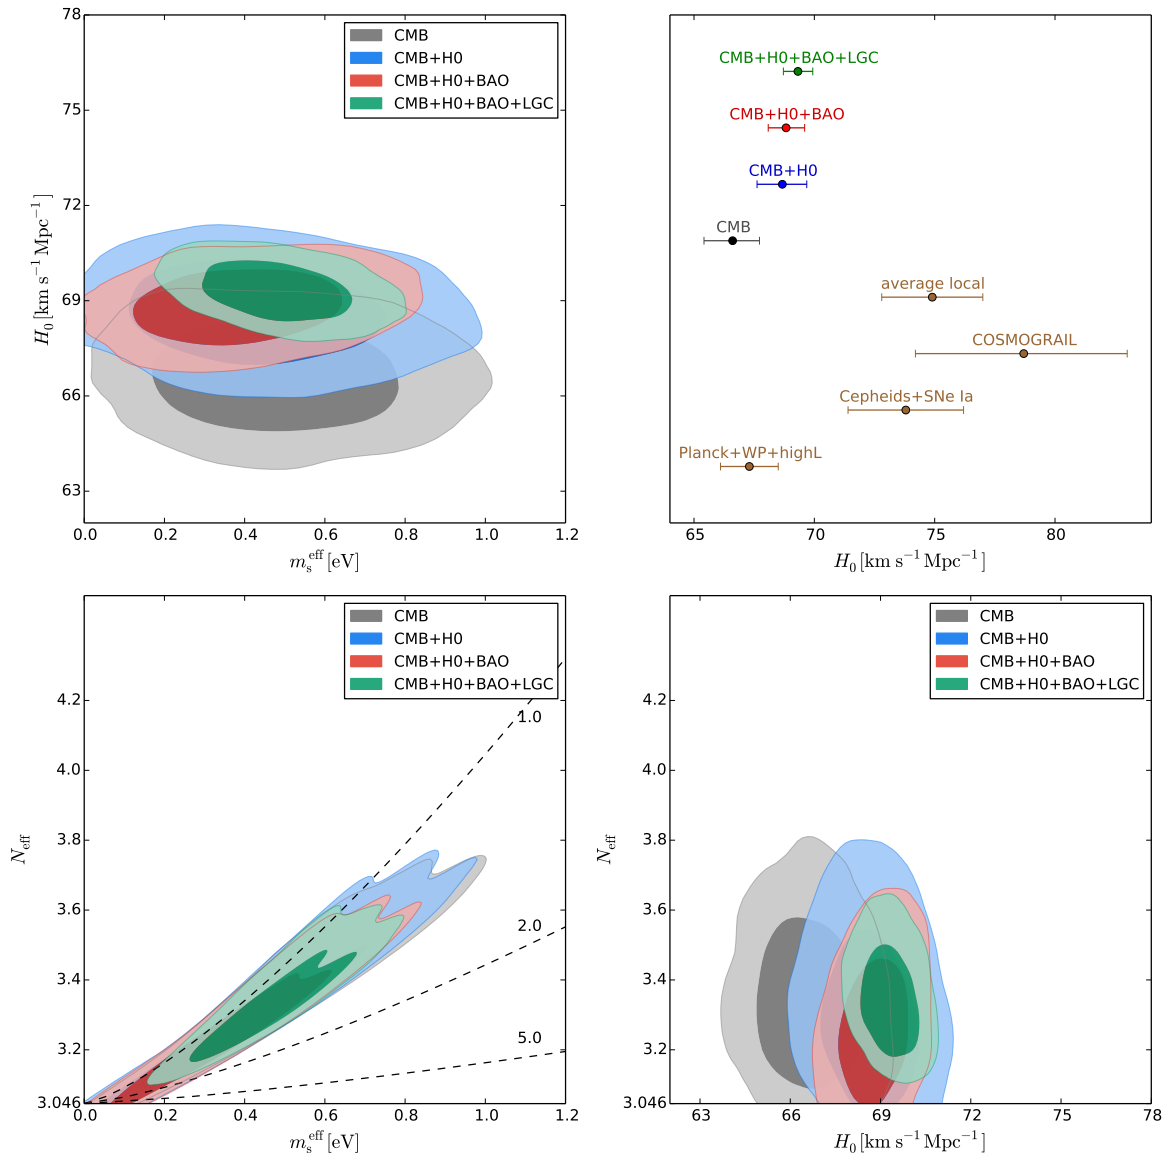 78
75
72
69
66
63
0.0 0.2 0.4 0.6 0.8 1.0 1.2
H₀ [km s⁻¹ Mpc⁻¹]
mₛᵉᶠᶠ [eV]
CMB
CMB+H0
CMB+H0+BAO
CMB+H0+BAO+LGC
CMB+H0+BAO+LGC
CMB+H0+BAO
CMB+H0
CMB
average local
COSMOGRAIL
Cepheids+SNe Ia
Planck+WP+highL
65 70 75 80
H₀ [km s⁻¹ Mpc⁻¹]
CMB
CMB+H0
CMB+H0+BAO
CMB+H0+BAO+LGC
1.0
2.0
5.0
4.2
4.0
3.8
3.6
3.4
3.2
3.046
0.0 0.2 0.4 0.6 0.8 1.0 1.2
N_eff
mₛᵉᶠᶠ [eV]
CMB
CMB+H0
CMB+H0+BAO
CMB+H0+BAO+LGC
4.2
4.0
3.8
3.6
3.4
3.2
3.046
63 66 69 72 75 78
N_eff
H₀ [km s⁻¹ Mpc⁻¹]